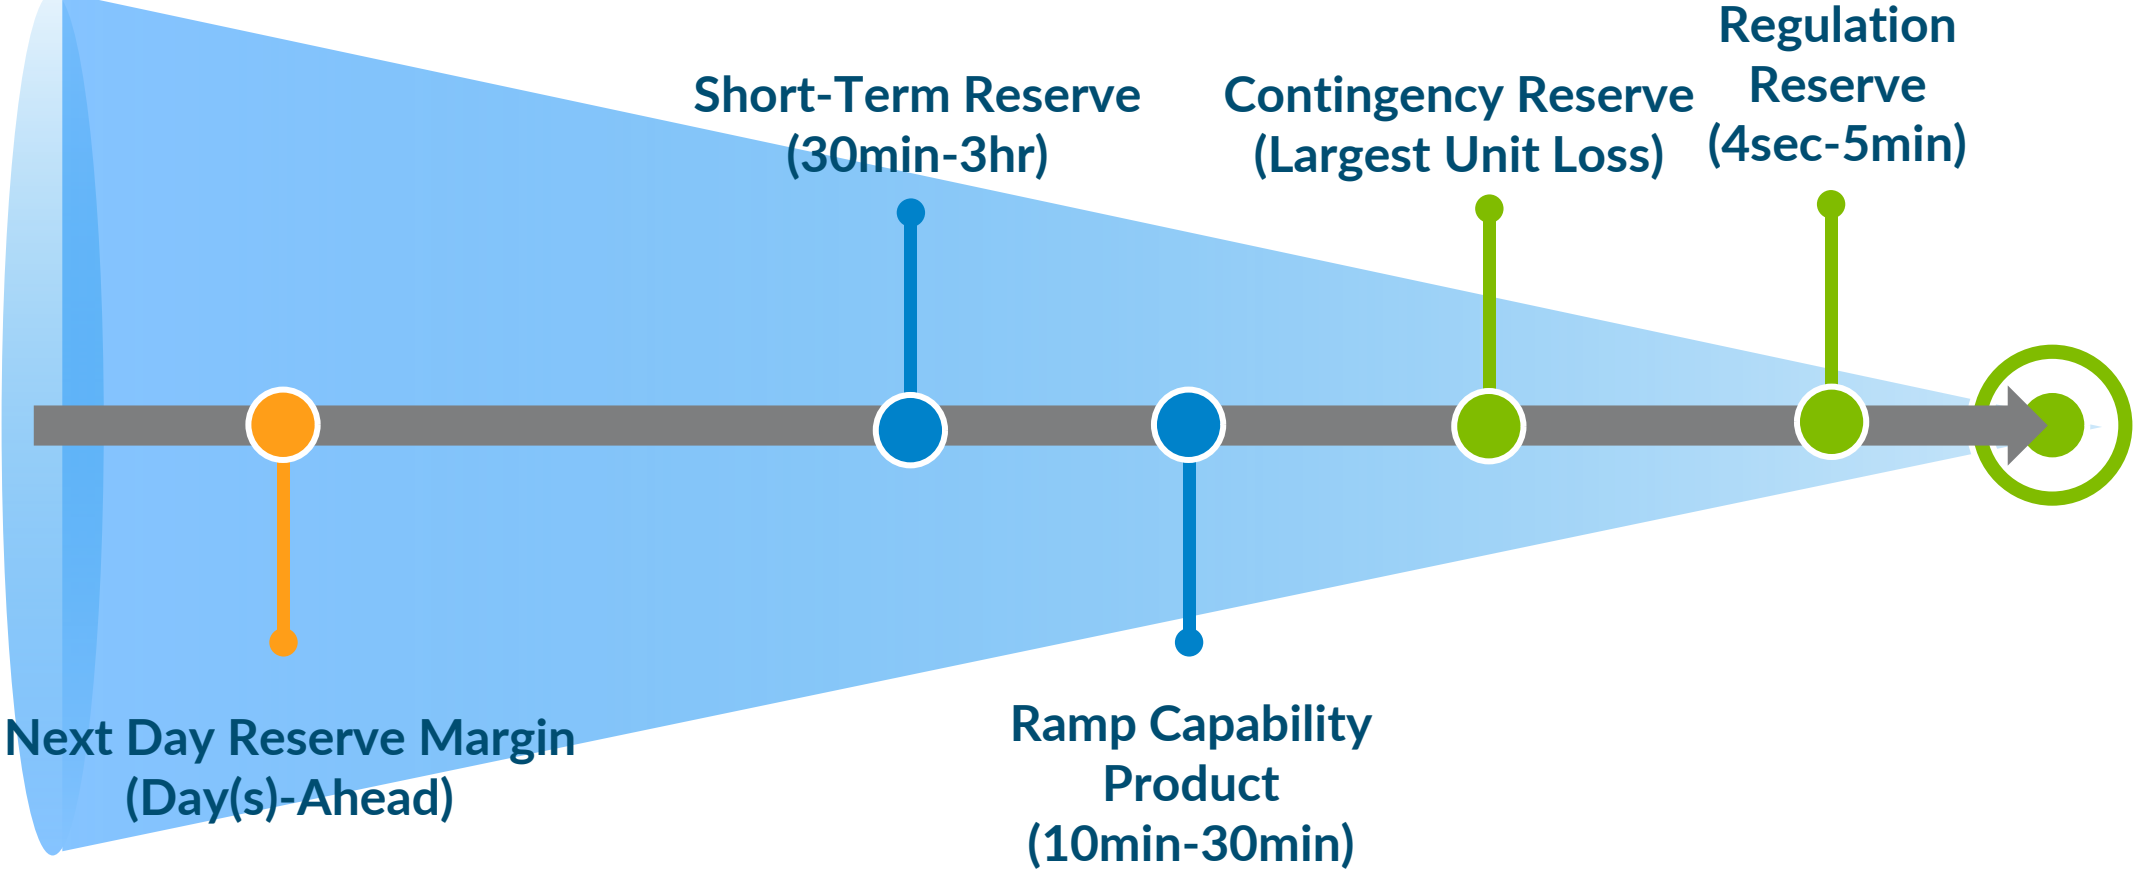 Regulation
Reserve
(4sec-5min)
Short-Term Reserve
(30min-3hr)
Contingency Reserve
(Largest Unit Loss)
Next Day Reserve Margin
(Day(s)-Ahead)
Ramp Capability
Product
(10min-30min)